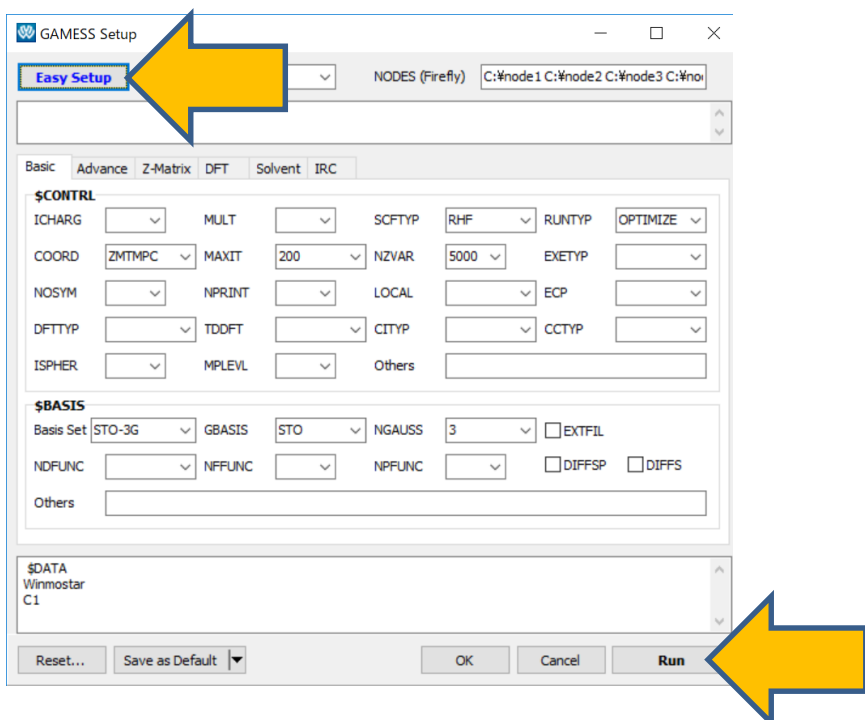 GAMESS Setup
Easy Setup NODES (Firefly) C:¥node1 C:¥node2 C:¥node3 C:¥no
Basic Advance Z-Matrix DFT Solvent IRC
$CONTRL
ICHARG MULT SCFTYP RHF RUNTYP OPTIMIZE
COORD ZMTMPC MAXIT 200 NZVAR 5000 EXETYP
NOSYM NPRINT LOCAL ECP
DFTTYP TDDFT CITYP CCTYP
ISPHER MPLEVL Others
$BASIS
Basis Set STO-3G GBASIS STO NGAUSS 3 EXTFIL
NDFUNC NFFUNC NPFUNC DIFFSP DIFFS
Others
$DATA
Winmostar
C1
Reset... Save as Default OK Cancel Run